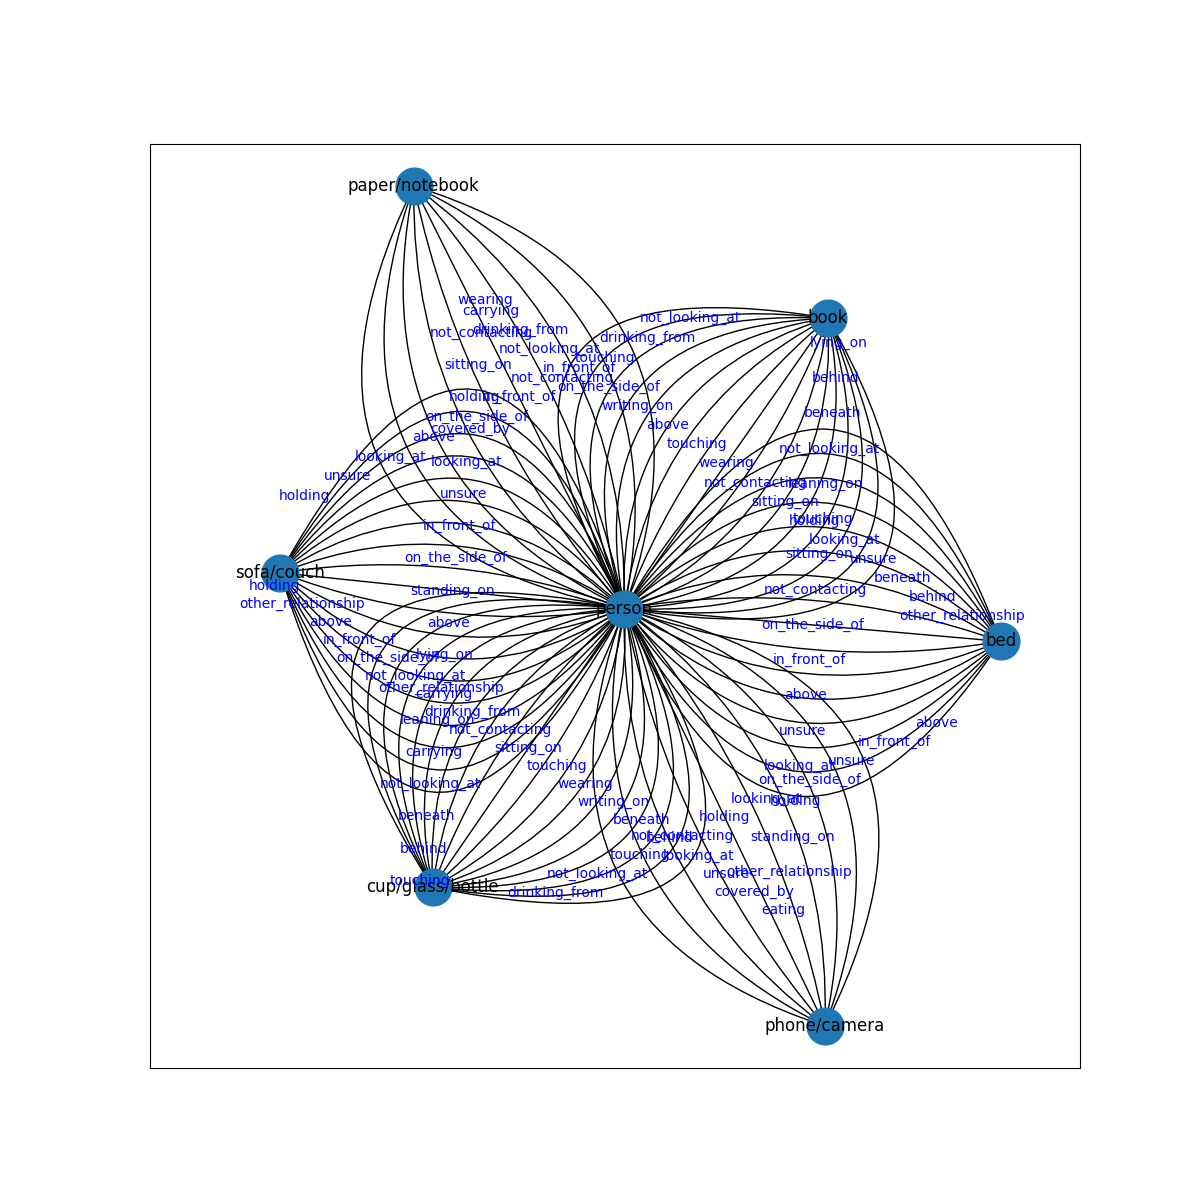 paper/notebook
wearing
carrying
book
not_looking_at
not_contacting
drinking_from
drinking_from
lying_on
not_looking_at
touching
sitting_on
in_front_of
not_contacting
behind
on_the_side_of
holding
in_front_of
writing_on
beneath
on_the_side_of
above
covered_by
above
touching
not_looking_at
looking_at
looking_at
wearing
unsure
not_contacting
leaning_on
holding
unsure
sitting_on
in_front_of
holding
touching
looking_at
on_the_side_of
sitting_on
unsure
sofa/couch
beneath
holding
standing_on
not_contacting
behind
other_relationship
person
other_relationship
above
above
on_the_side_of
in_front_of
bed
on_the_side_of
lying_on
in_front_of
not_looking_at
other_relationship
carrying
above
drinking_from
leaning_on
above
not_contacting
unsure
sitting_on
in_front_of
carrying
touching
looking_at
unsure
not_looking_at
wearing
on_the_side_of
writing_on
looking_at
holding
beneath
beneath
holding
behind
not_contacting
behind
standing_on
touching
looking_at
touching
cup/glass/bottle
not_looking_at
unsure
other_relationship
drinking_from
covered_by
eating
phone/camera